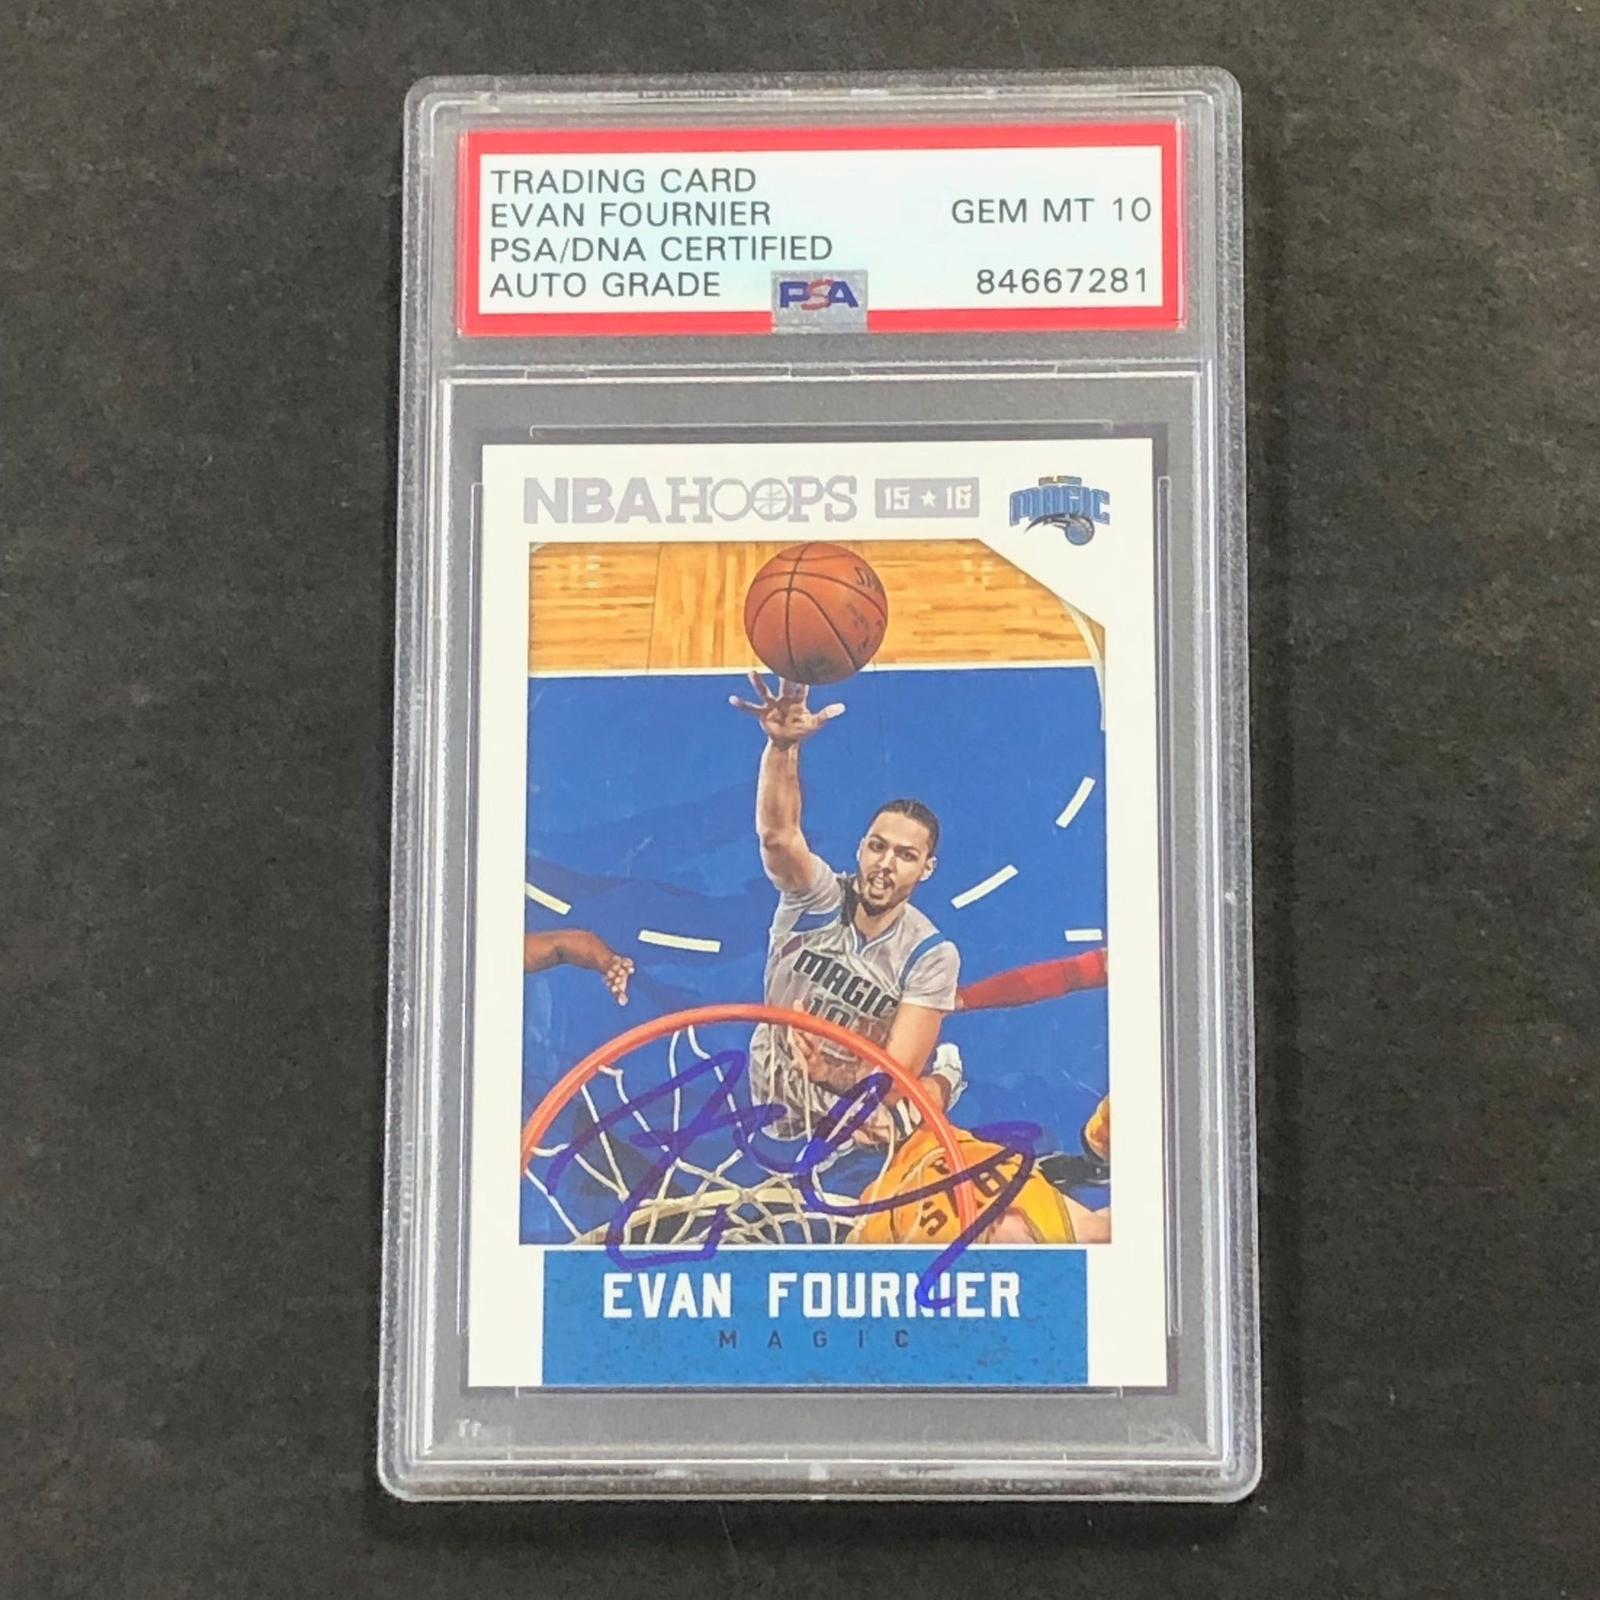 TRADING CARD
EVAN FOURNIER
PSA/DNA CERTIFIED
AUTO GRADE
GEM MT 10
84667281
PSA
NBA HOOPS 15★16
MAGIC
MAGIC
10
EVAN FOURNIER
MAGIC